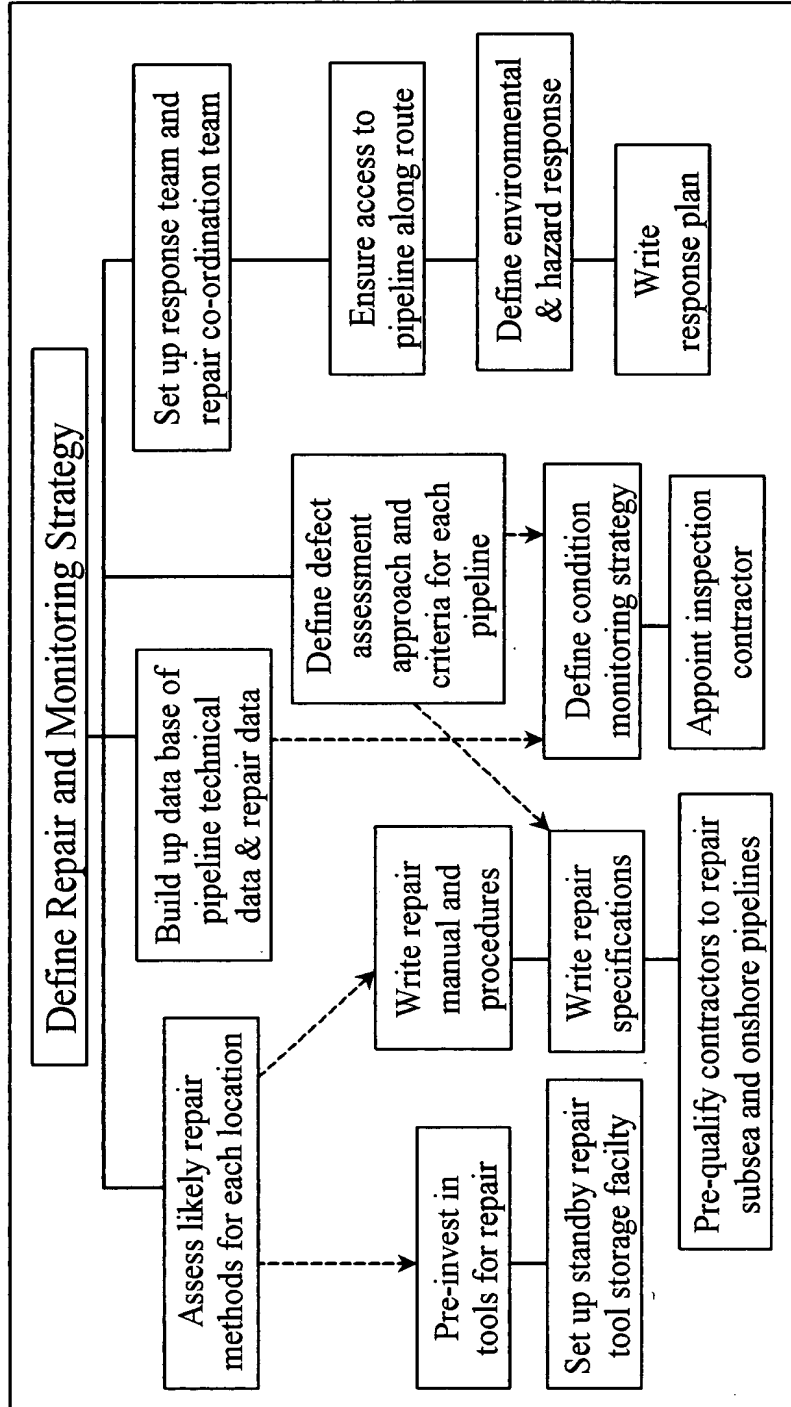 Define Repair and Monitoring Strategy
Assess likely repair
methods for each location
Build up data base of
pipeline technical
data & repair data
Define defect
assessment
approach and
criteria for each
pipeline
Set up response team and
repair co-ordination team
Pre-invest in
tools for repair
Set up standby repair
tool storage facilty
Write repair
manual and
procedures
Write repair
specifications
Pre-qualify contractors to repair
subsea and onshore pipelines
Define condition
monitoring strategy
Appoint inspection
contractor
Ensure access to
pipeline along route
Define environmental
& hazard response
Write
response plan